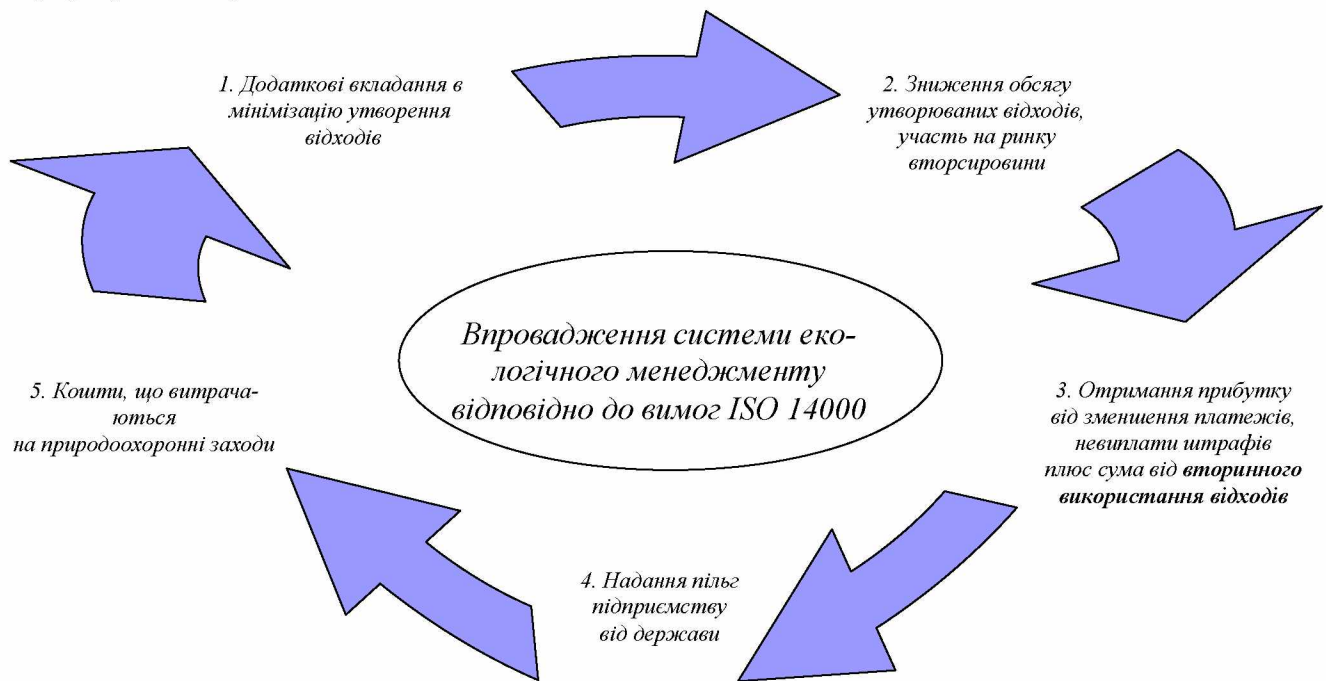 1. Додаткові вкладання в
мінімізацію утворення
відходів
2. Зниження обсягу
утворюваних відходів,
участь на ринку
вторсировини
Впровадження системи еко-
логічного менеджменту
відповідно до вимог ISO 14000
3. Отримання прибутку
від зменшення платежів,
невиплати штрафів
плюс сума від вторинного
використання відходів
4. Надання пільг
підприємству
від держави
5. Кошти, що витрача-
ються
на природоохоронні заходи